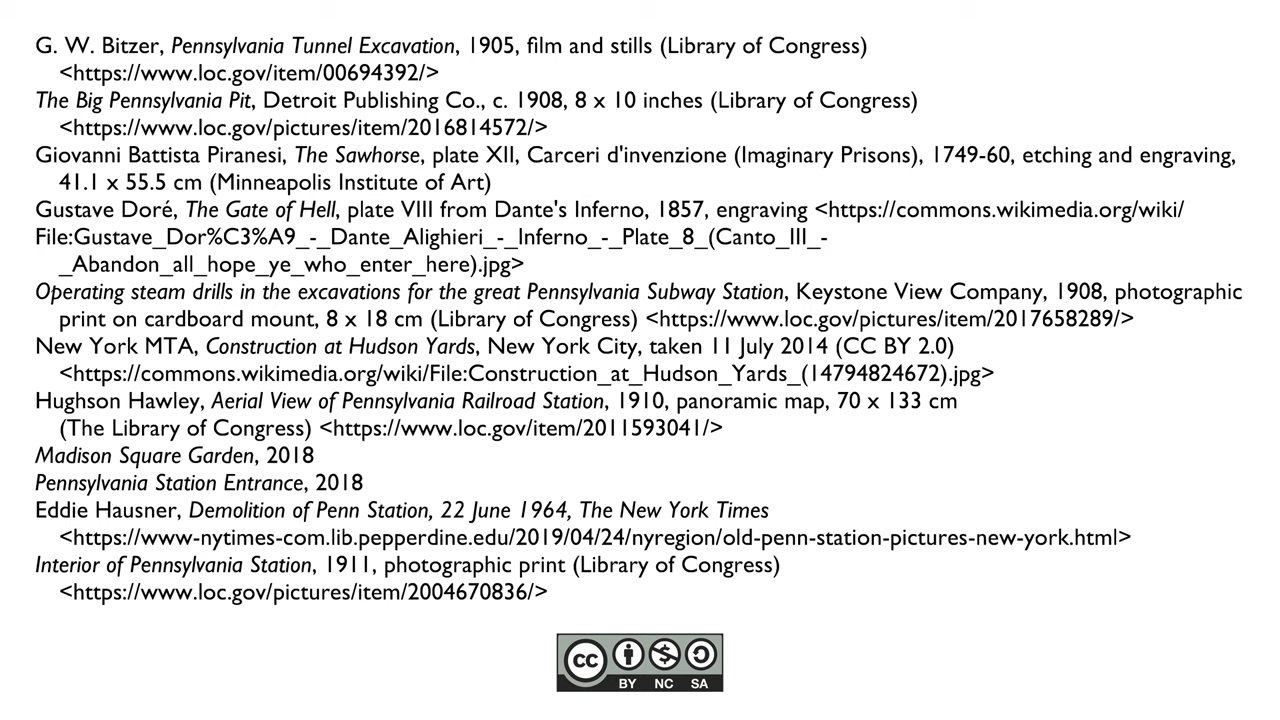 G. W. Bitzer, Pennsylvania Tunnel Excavation, 1905, film and stills (Library of Congress)
<https://www.loc.gov/item/00694392/>
The Big Pennsylvania Pit, Detroit Publishing Co., c. 1908, 8 x 10 inches (Library of Congress)
<https://www.loc.gov/pictures/item/2016814572/>
Giovanni Battista Piranesi, The Sawhorse, plate XII, Carceri d'invenzione (Imaginary Prisons), 1749-60, etching and engraving,
41.1 x 55.5 cm (Minneapolis Institute of Art)
Gustave Doré, The Gate of Hell, plate VIII from Dante's Inferno, 1857, engraving <https://commons.wikimedia.org/wiki/
File:Gustave_Dor%C3%A9_-_Dante_Alighieri_-_Inferno_-_Plate_8_(Canto_III_-
_Abandon_all_hope_ye_who_enter_here).jpg>
Operating steam drills in the excavations for the great Pennsylvania Subway Station, Keystone View Company, 1908, photographic
print on cardboard mount, 8 x 18 cm (Library of Congress) <https://www.loc.gov/pictures/item/2017658289/>
New York MTA, Construction at Hudson Yards, New York City, taken 11 July 2014 (CC BY 2.0)
<https://commons.wikimedia.org/wiki/File:Construction_at_Hudson_Yards_(14794824672).jpg>
Hughson Hawley, Aerial View of Pennsylvania Railroad Station, 1910, panoramic map, 70 x 133 cm
(The Library of Congress) <https://www.loc.gov/item/2011593041/>
Madison Square Garden, 2018
Pennsylvania Station Entrance, 2018
Eddie Hausner, Demolition of Penn Station, 22 June 1964, The New York Times
<https://www-nytimes-com.lib.pepperdine.edu/2019/04/24/nyregion/old-penn-station-pictures-new-york.html>
Interior of Pennsylvania Station, 1911, photographic print (Library of Congress)
<https://www.loc.gov/pictures/item/2004670836/>
cc
BY NC SA